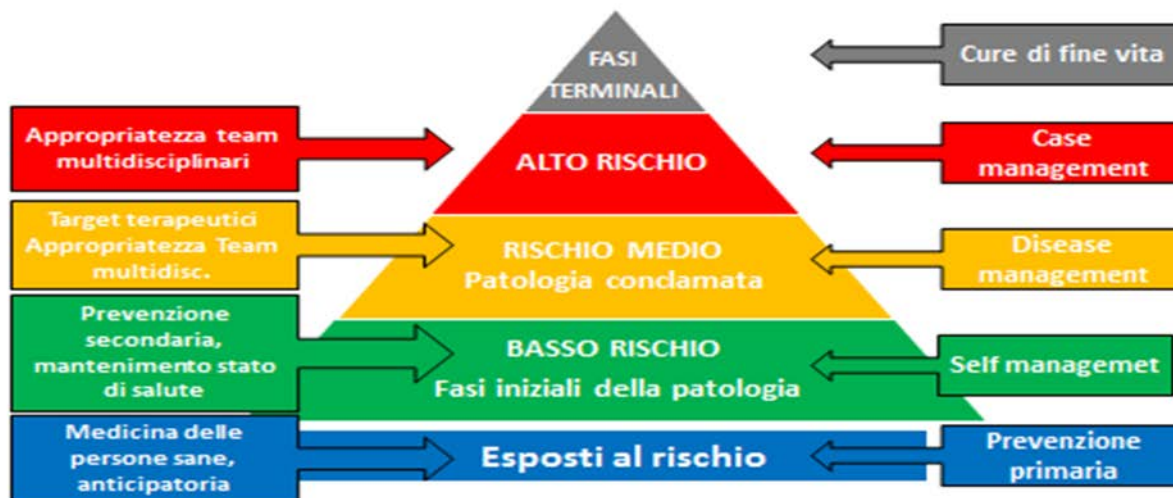 FASI
TERMINALI
Cure di fine vita
Appropriatezza team
multidisciplinari
ALTO RISCHIO
Case
management
Target terapeutici
Appropriatezza Team
multidisc.
RISCHIO MEDIO
Patologia conclamata
Disease
management
Prevenzione
secondaria,
mantenimento stato
di salute
BASSO RISCHIO
Fasi iniziali della patologia
Self managemet
Medicina delle
persone sane,
anticipatoria
Esposti al rischio
Prevenzione
primaria